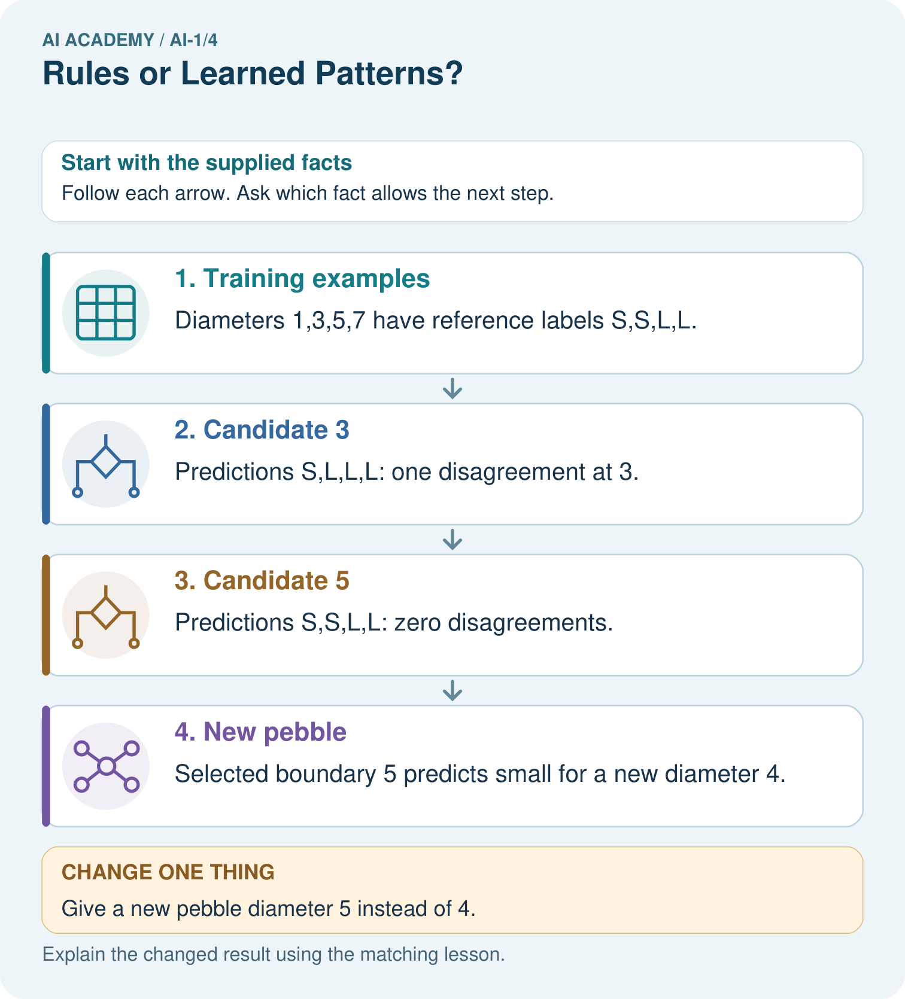 AI ACADEMY / AI-1/4
Rules or Learned Patterns?
Start with the supplied facts
Follow each arrow. Ask which fact allows the next step.
1. Training examples
Diameters 1,3,5,7 have reference labels S,S,L,L.
2. Candidate 3
Predictions S,L,L,L: one disagreement at 3.
3. Candidate 5
Predictions S,S,L,L: zero disagreements.
4. New pebble
Selected boundary 5 predicts small for a new diameter 4.
CHANGE ONE THING
Give a new pebble diameter 5 instead of 4.
Explain the changed result using the matching lesson.